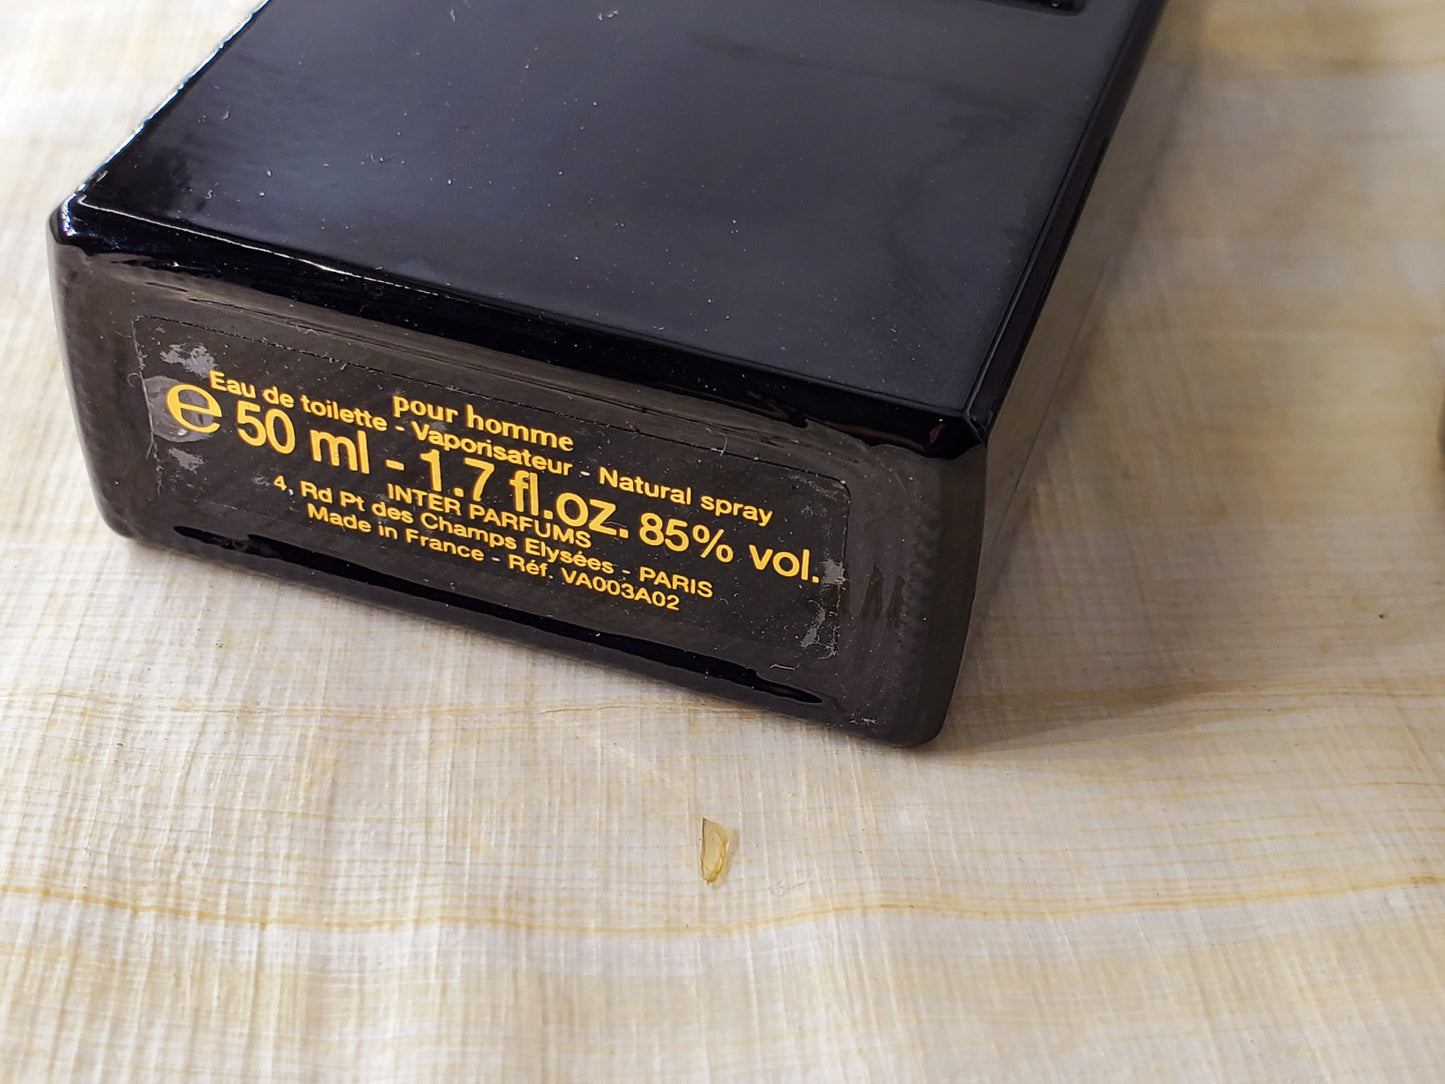 pour homme
Eau de toilette - Vaporisateur - Natural spray
e 50 ml - 1.7 fl.oz. 85% vol.
INTER PARFUMS
4, Rd Pt des Champs Elysées - PARIS
Made in France - Réf. VA003A02